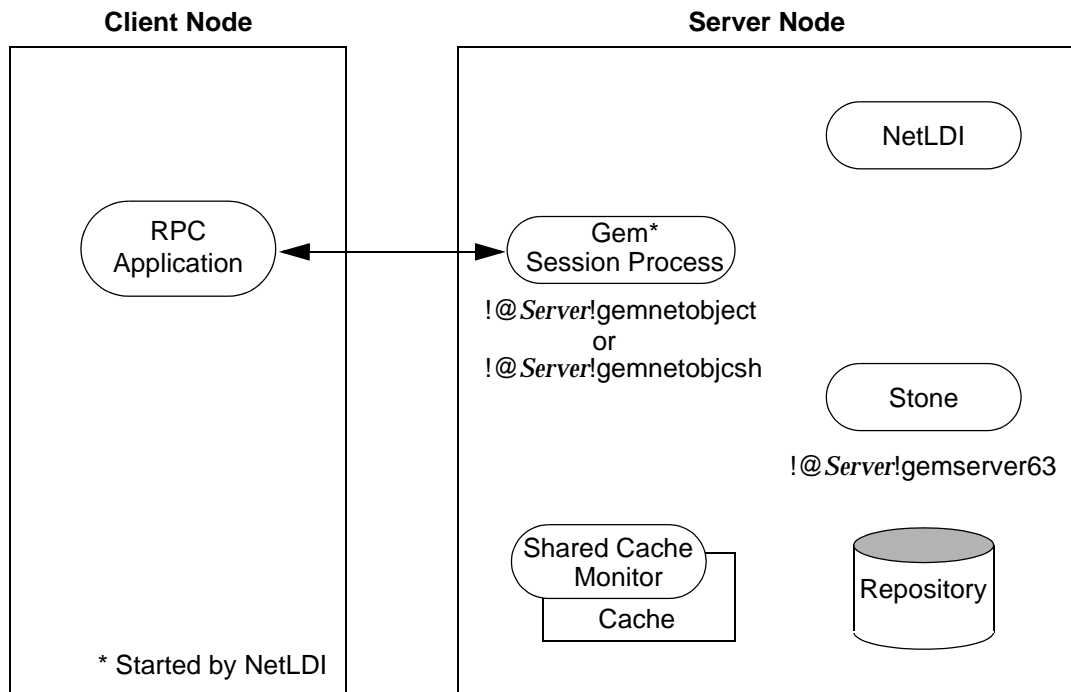 Client Node
Server Node
NetLDI
RPC
Application
Gem*
Session Process
!@Server!gemnetobject
or
!@Server!gemnetobjcsh
Stone
!@Server!gemserver63
Shared Cache
Monitor
Cache
Repository
* Started by NetLDI